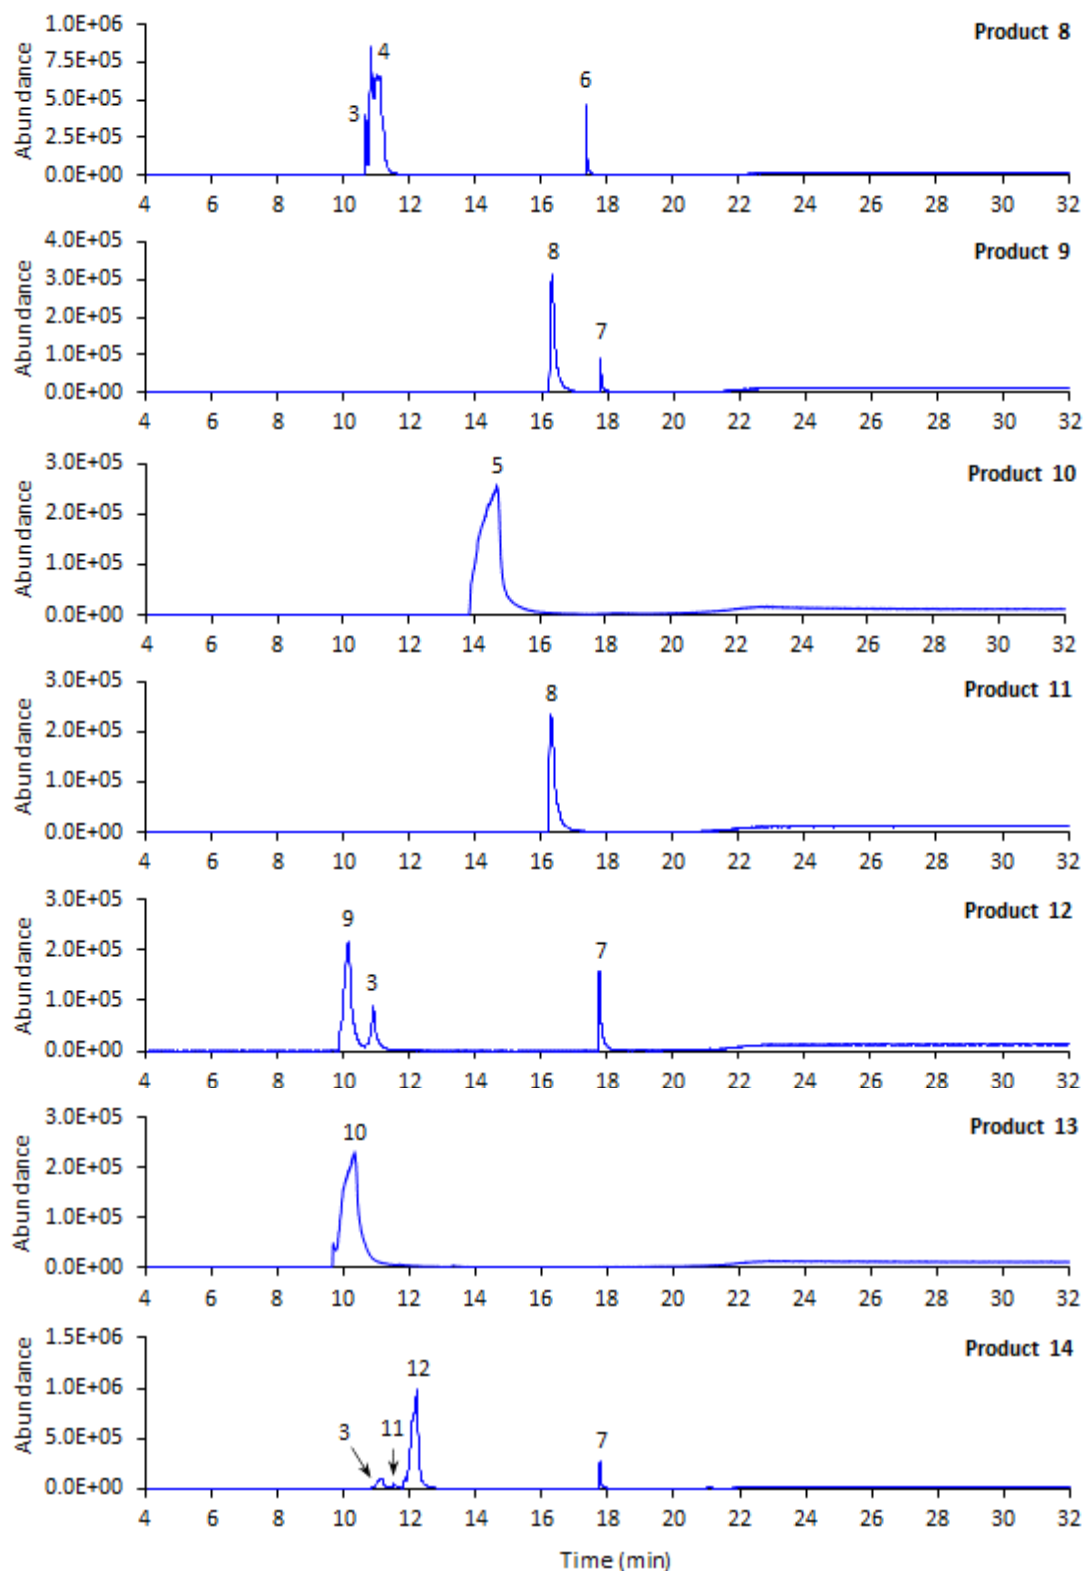 Product 8
Abundance
1.0E+06
7.5E+05
5.0E+05
2.5E+05
0.0E+00
3
4
6
4 6 8 10 12 14 16 18 20 22 24 26 28 30 32
Product 9
Abundance
4.0E+05
3.0E+05
2.0E+05
1.0E+05
0.0E+00
8
7
4 6 8 10 12 14 16 18 20 22 24 26 28 30 32
Product 10
Abundance
3.0E+05
2.0E+05
1.0E+05
0.0E+00
5
4 6 8 10 12 14 16 18 20 22 24 26 28 30 32
Product 11
Abundance
3.0E+05
2.0E+05
1.0E+05
0.0E+00
8
4 6 8 10 12 14 16 18 20 22 24 26 28 30 32
Product 12
Abundance
3.0E+05
2.0E+05
1.0E+05
0.0E+00
9
3
7
4 6 8 10 12 14 16 18 20 22 24 26 28 30 32
Product 13
Abundance
3.0E+05
2.0E+05
1.0E+05
0.0E+00
10
4 6 8 10 12 14 16 18 20 22 24 26 28 30 32
Product 14
Abundance
1.5E+06
1.0E+06
5.0E+05
0.0E+00
3
11
12
7
4 6 8 10 12 14 16 18 20 22 24 26 28 30 32
Time (min)